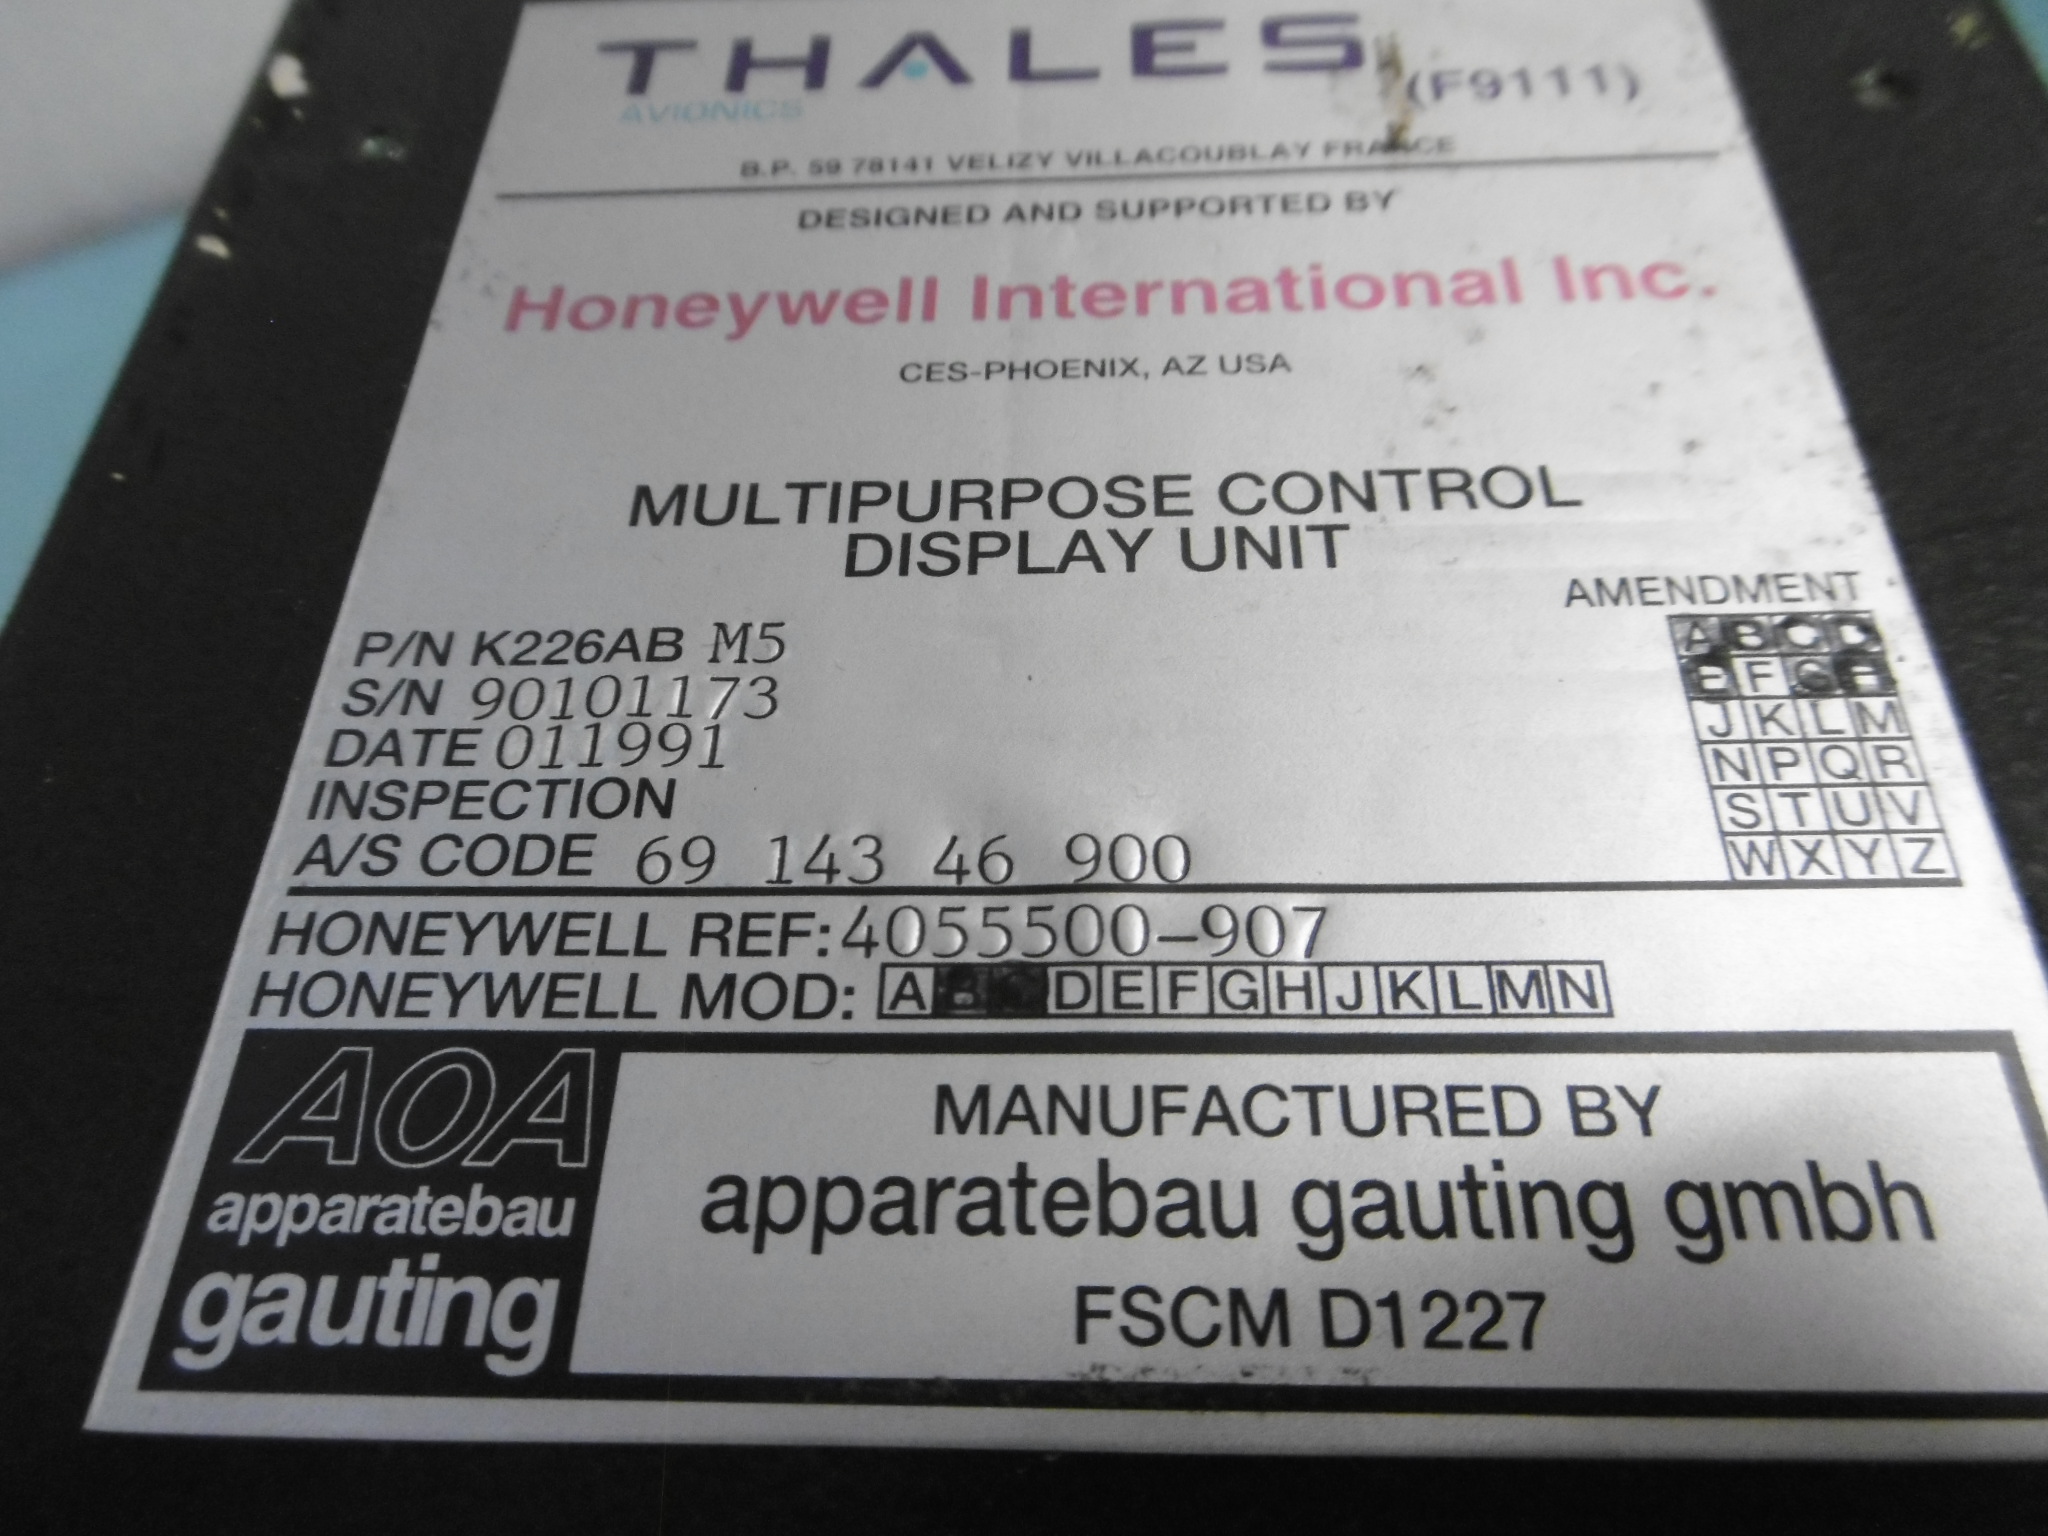 THALES (F9111)
AVIONICS
B.P. 59 78141 VELIZY VILLACOUBLAY FRANCE
DESIGNED AND SUPPORTED BY
Honeywell International Inc.
CES-PHOENIX, AZ USA
MULTIPURPOSE CONTROL
DISPLAY UNIT
AMENDMENT
A B C D
E F G H
J K L M
N P Q R
S T U V
W X Y Z
P/N K226AB M5
S/N 90101173
DATE 011991
INSPECTION
A/S CODE 69 143 46 900
HONEYWELL REF: 4055500-907
HONEYWELL MOD: A B C D E F G H J K L M N
AOA
apparatebau
gauting
MANUFACTURED BY
apparatebau gauting gmbh
FSCM D1227